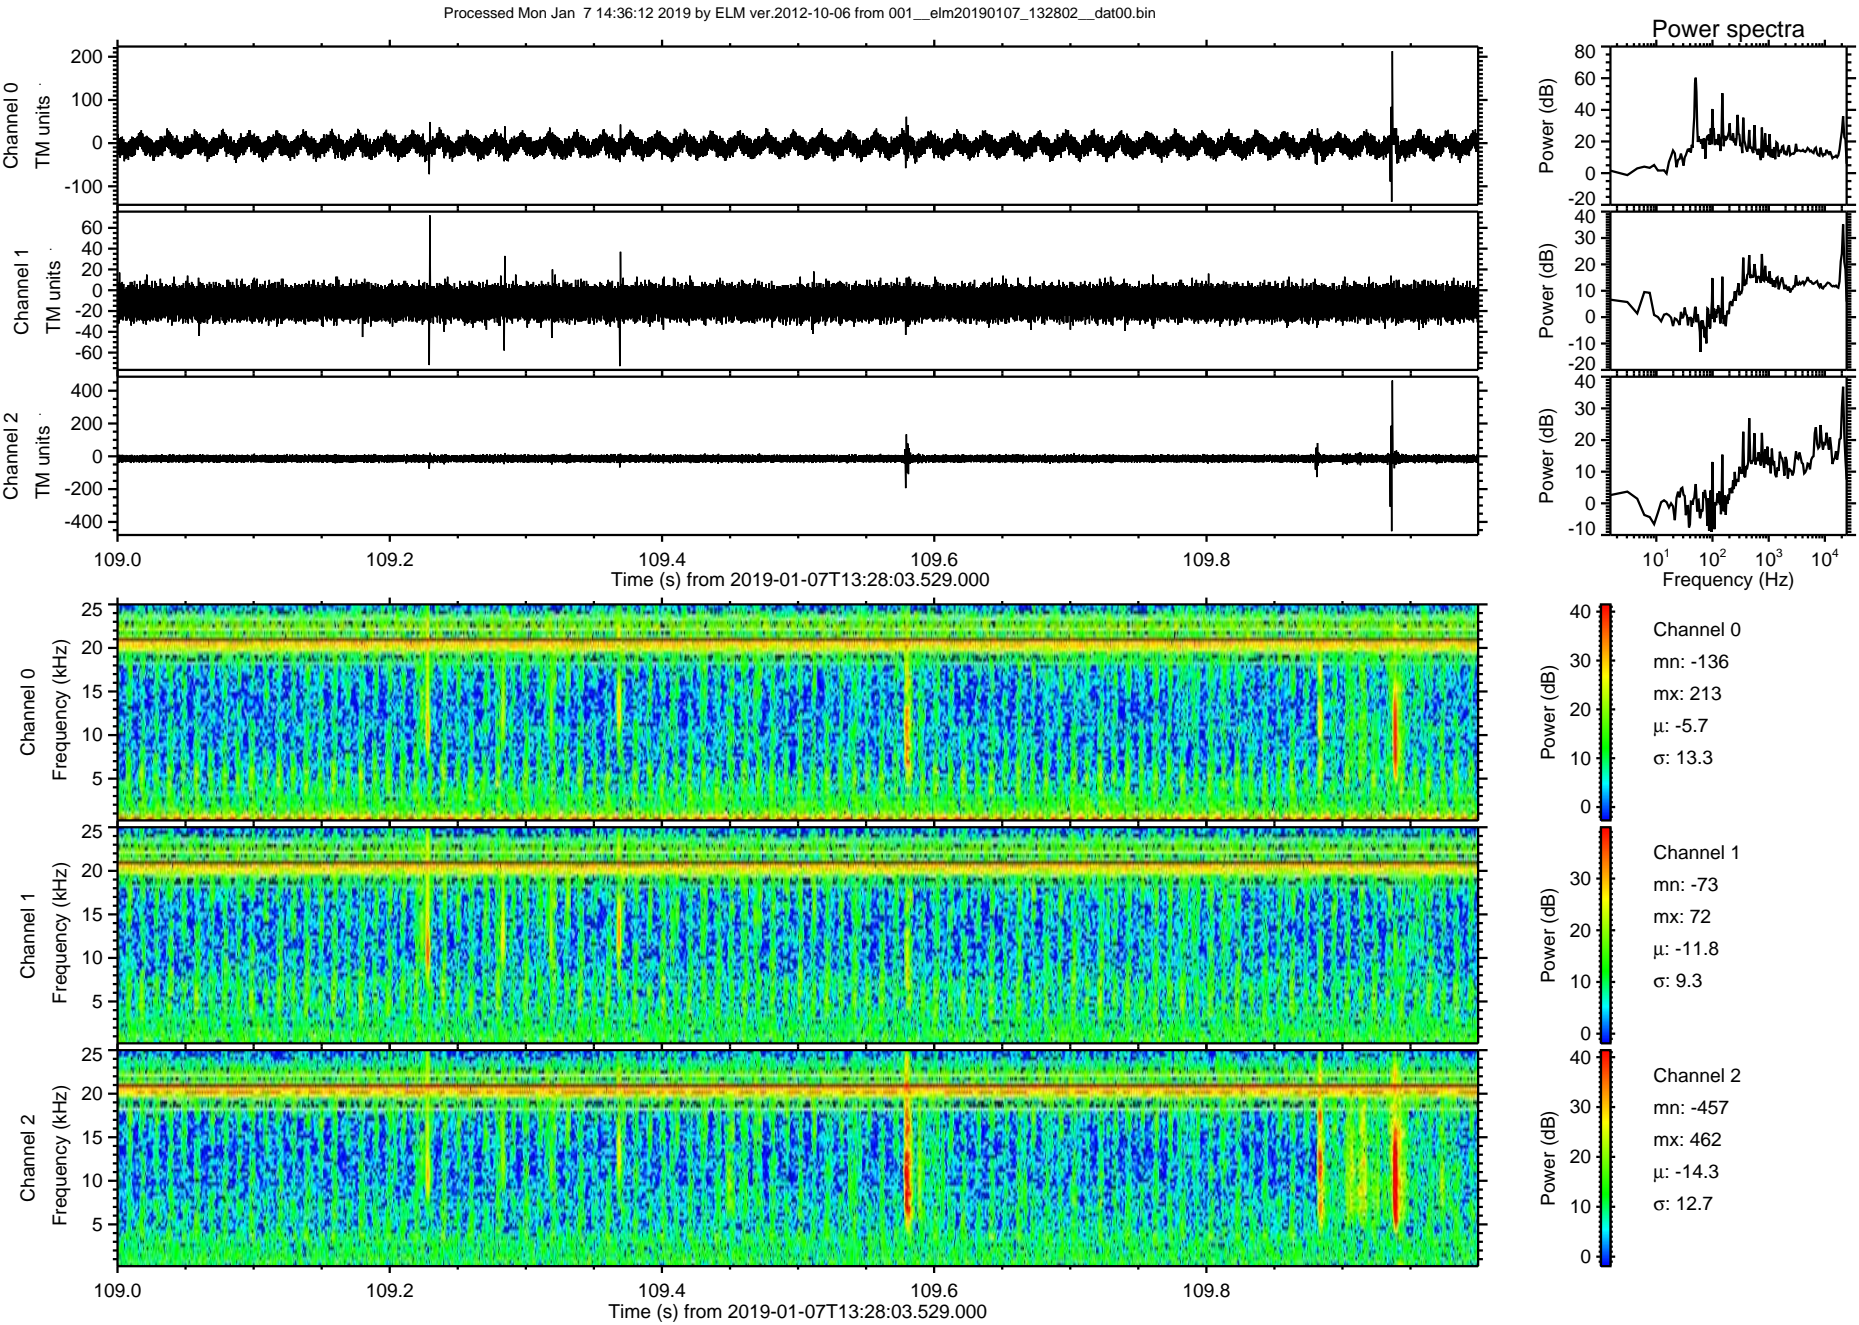 Processed Mon Jan  7 14:36:12 2019 by ELM ver.2012-10-06 from 001__elm20190107_132802__dat00.bin
Power spectra
Channel 0
TM units
200
100
0
-100
Power (dB)
80
60
40
20
0
-20
Channel 1
TM units
60
40
20
0
-20
-40
-60
Power (dB)
40
30
20
10
0
-10
-20
Channel 2
TM units
400
200
0
-200
-400
Power (dB)
40
30
20
10
0
-10
109.0 109.2 109.4 109.6 109.8
Time (s) from 2019-01-07T13:28:03.529.000
10¹ 10² 10³ 10⁴
Frequency (Hz)
Channel 0
Frequency (kHz)
25
20
15
10
5
Power (dB)
40
30
20
10
0
Channel 0
mn: -136
mx: 213
µ: -5.7
σ: 13.3
Channel 1
Frequency (kHz)
25
20
15
10
5
Power (dB)
30
20
10
0
Channel 1
mn: -73
mx: 72
µ: -11.8
σ: 9.3
Channel 2
Frequency (kHz)
25
20
15
10
5
Power (dB)
40
30
20
10
0
Channel 2
mn: -457
mx: 462
µ: -14.3
σ: 12.7
109.0 109.2 109.4 109.6 109.8
Time (s) from 2019-01-07T13:28:03.529.000